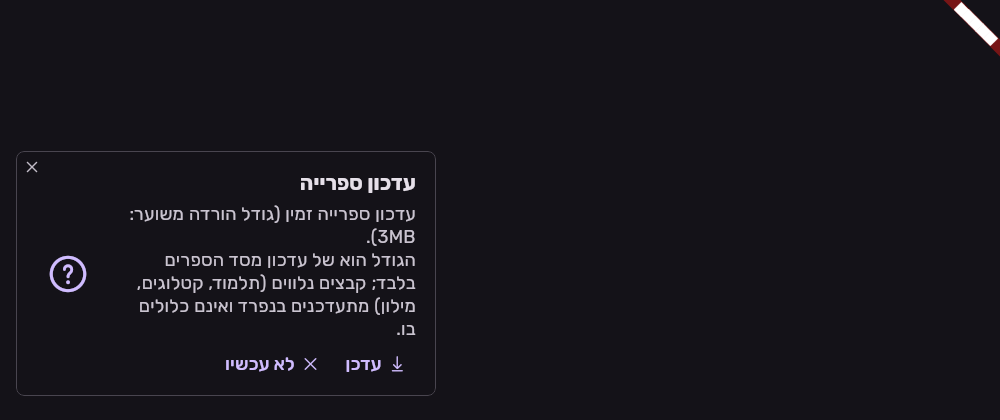 עדכון ספרייה
עדכון ספרייה זמין (גודל הורדה משוער:
3MB).
הגודל הוא של עדכון מסד הספרים
בלבד; קבצים נלווים (תלמוד, קטלוגים,
מילון) מתעדכנים בנפרד ואינם כלולים
בו.
עדכן
לא עכשיו